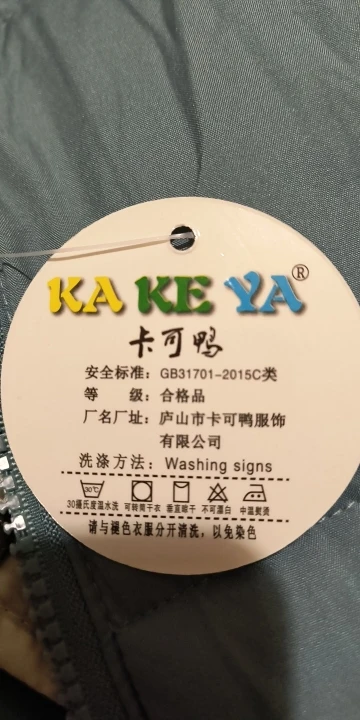 KA KE YA®
卡可鸭
安全标准：GB31701-2015C类
等 级：合格品
厂名厂址：庐山市卡可鸭服饰
有限公司
洗涤方法：Washing signs
30℃
30摄氏度温水洗 可转筒干衣 垂直晾干 不可漂白 中温熨烫
请与褪色衣服分开清洗，以免染色